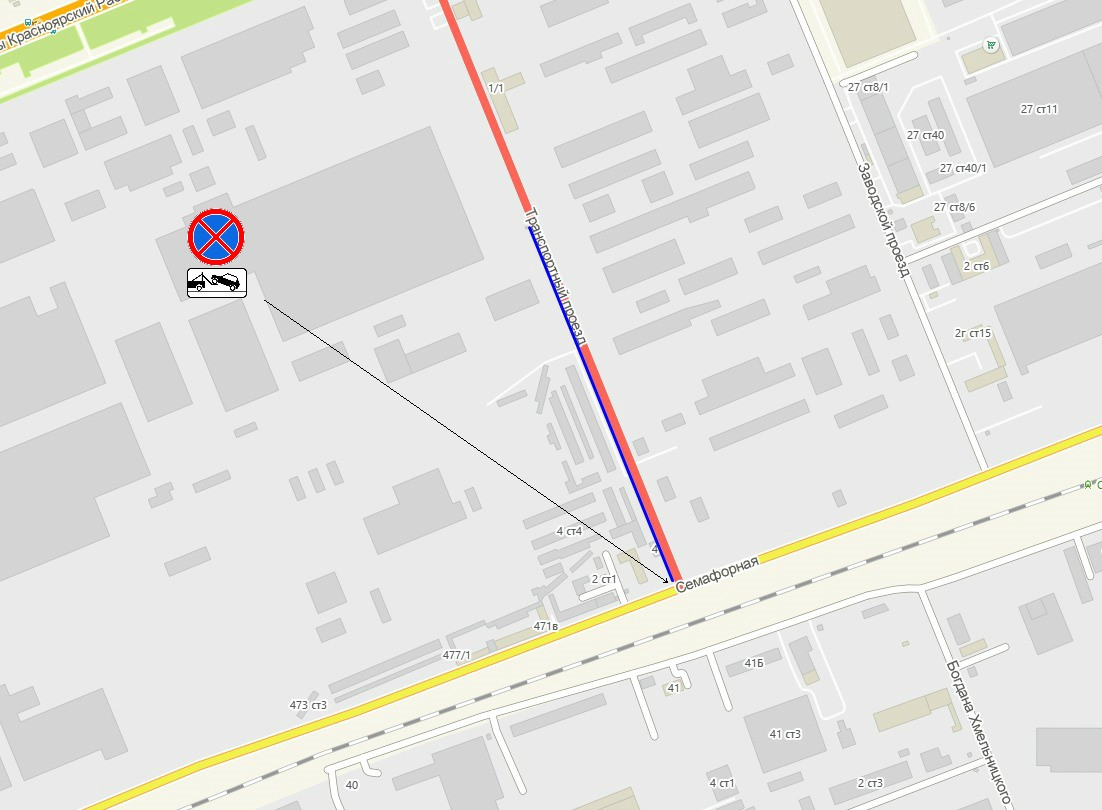 ы Красноярский Раб
1/1
27 ст8/1
27 ст11
27 ст40
27 ст40/1
Заводской проезд
27 ст8/6
Транспортный проезд
2 ст6
2г ст15
4 ст4
4
2 ст1
Семафорная
471в
477/1
41Б
41
473 ст3
Богдана Хмельницкого
41 ст3
40
4 ст1
2 ст3